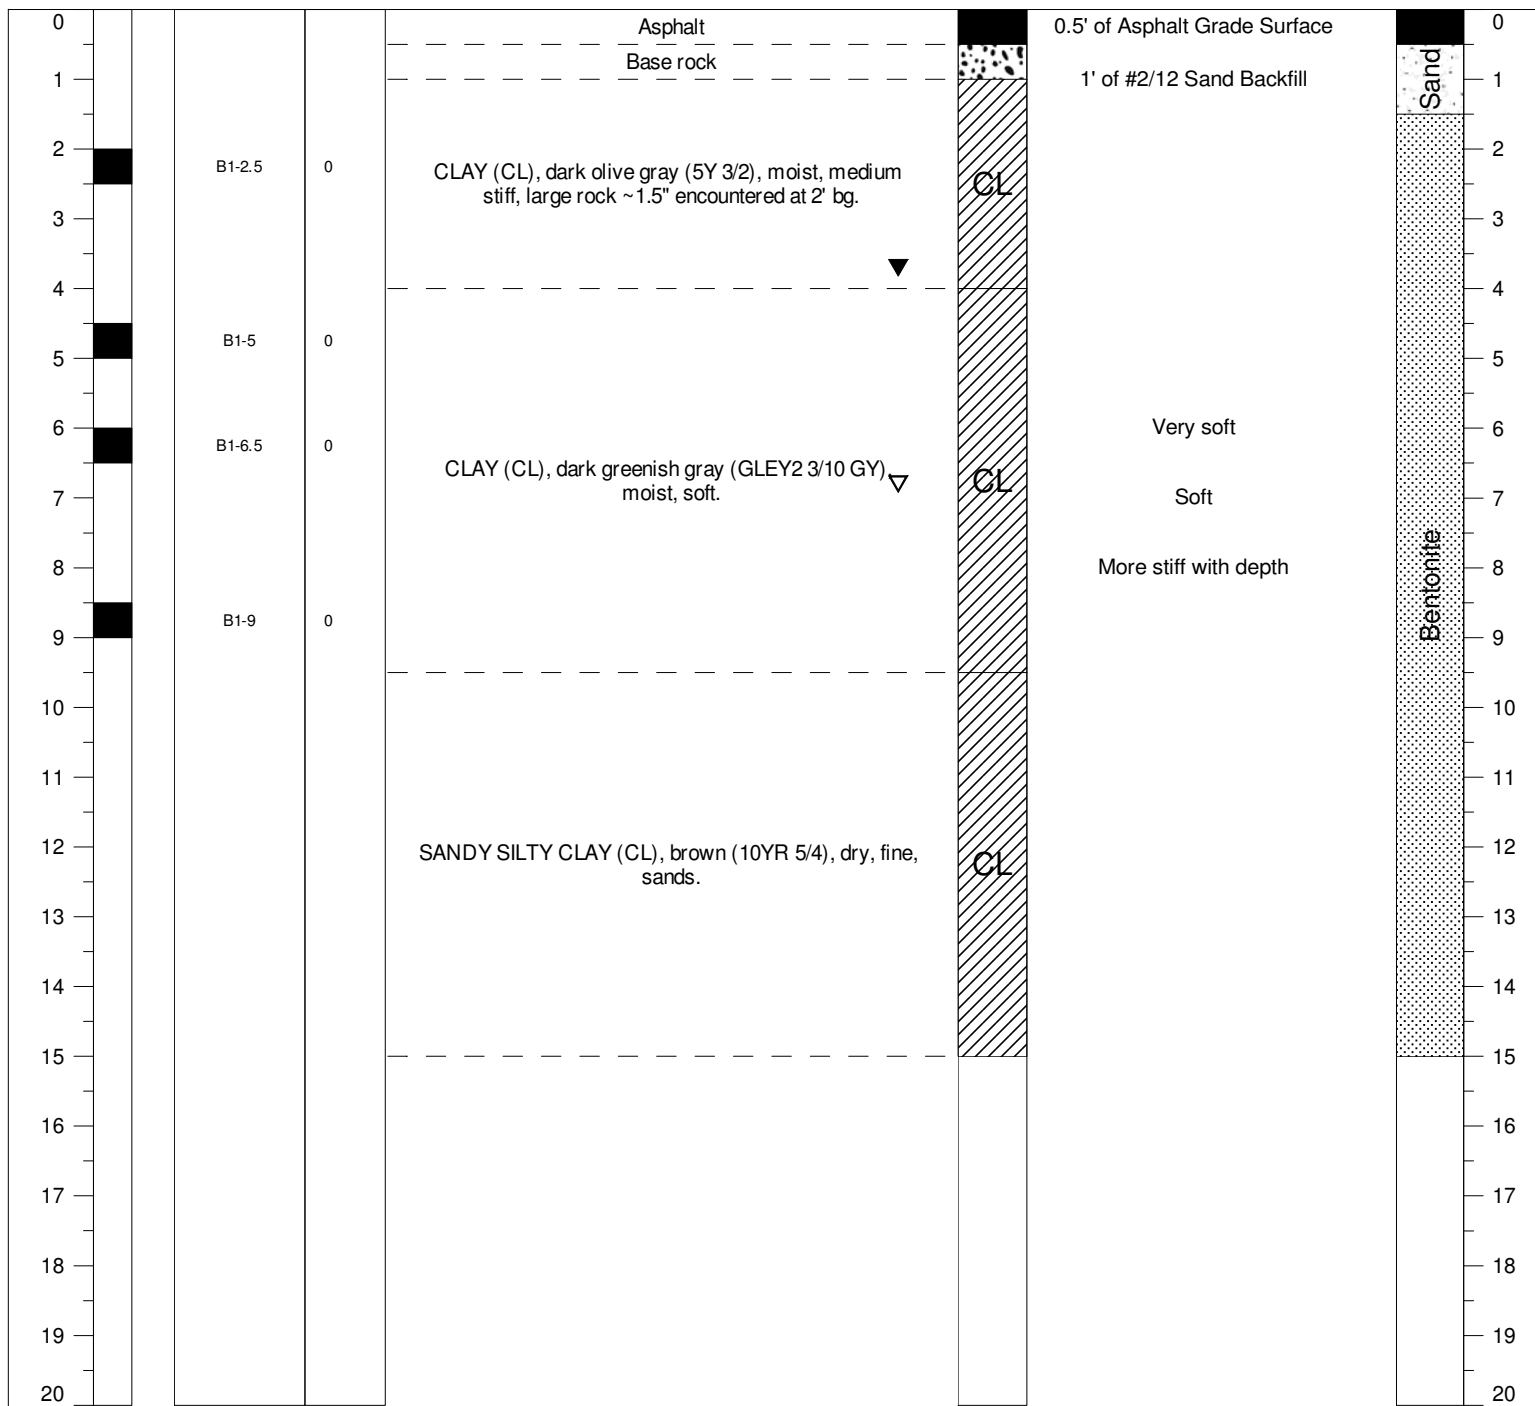 0
Asphalt
0.5' of Asphalt Grade Surface
0
Base rock
Sand
1
1' of #2/12 Sand Backfill
1
2
B1-2.5
0
CLAY (CL), dark olive gray (5Y 3/2), moist, medium
stiff, large rock ~1.5" encountered at 2' bg.
CL
2
3
3
4
4
B1-5
0
5
5
6
B1-6.5
0
Very soft
6
CLAY (CL), dark greenish gray (GLEY2 3/10 GY),
moist, soft.
CL
7
Soft
7
8
More stiff with depth
Bentonite
8
B1-9
0
9
9
10
10
11
11
12
12
SANDY SILTY CLAY (CL), brown (10YR 5/4), dry, fine,
sands.
CL
13
13
14
14
15
15
16
16
17
17
18
18
19
19
20
20